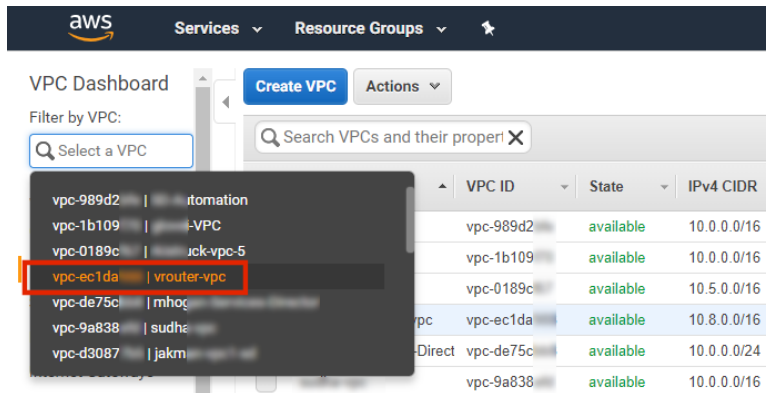 aws
Services
Resource Groups
VPC Dashboard
Filter by VPC:
Select a VPC
Create VPC
Actions
Search VPCs and their propert
VPC ID
State
IPv4 CIDR
vpc-989d2 | tomation
vpc-1b109 | -VPC
vpc-0189c | uck-vpc-5
vpc-ec1da | vrouter-vpc
vpc-de75c | mhog
vpc-9a838 | sudha
vpc-d3087 | jakm
vpc-989d2 available 10.0.0.0/16
vpc-1b109 available 10.0.0.0/16
vpc-0189c available 10.5.0.0/16
vpc vpc-ec1da available 10.8.0.0/16
-Direct vpc-de75c available 10.0.0.0/24
vpc-9a838 available 10.0.0.0/16